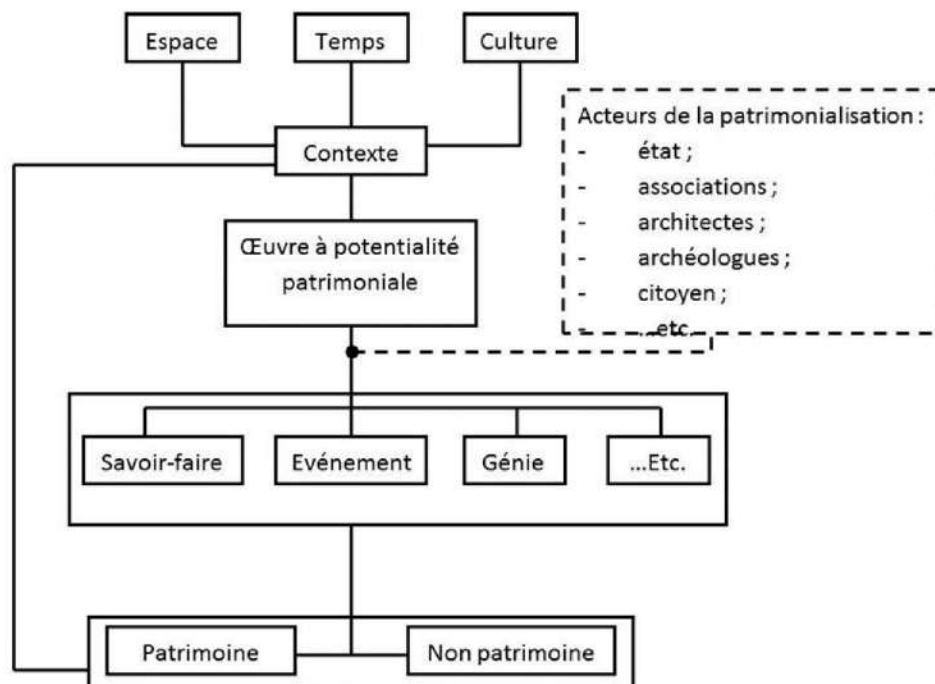 Espace
Temps
Culture
Contexte
Acteurs de la patrimonialisation :
- état ;
- associations ;
- architectes ;
- archéologues ;
- citoyen ;
- ...etc.
Œuvre à potentialité
patrimoniale
Savoir-faire
Evénement
Génie
...Etc.
Patrimoine
Non patrimoine